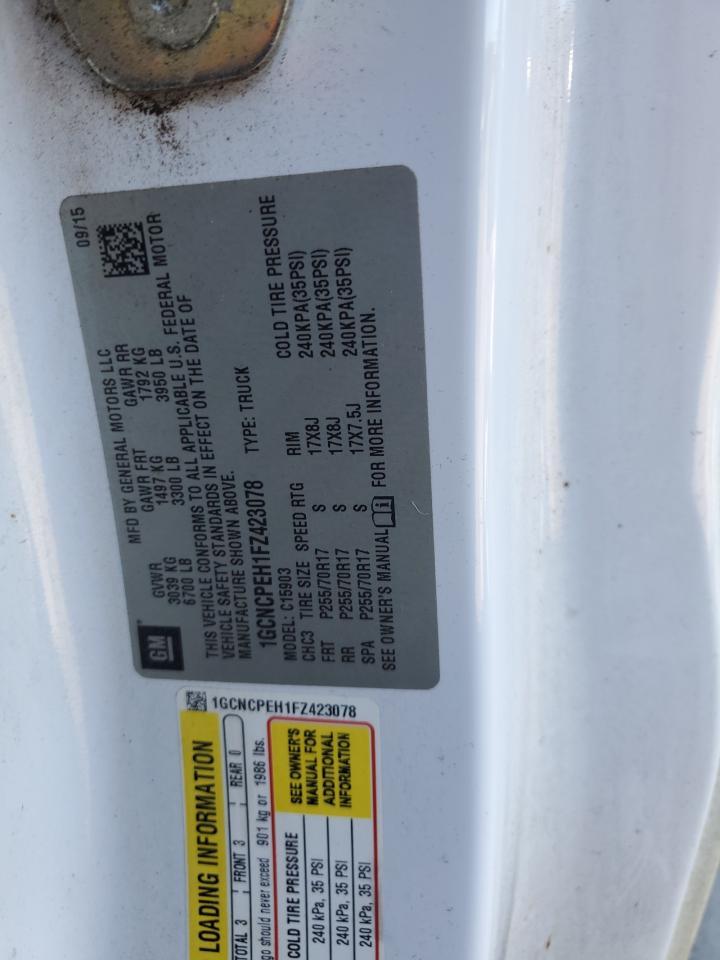 09/15
GM
MFD BY GENERAL MOTORS LLC
GVWR GAWR FRT GAWR RR
3039 KG 1497 KG 1792 KG
6700 LB 3300 LB 3950 LB
THIS VEHICLE CONFORMS TO ALL APPLICABLE U.S. FEDERAL MOTOR
VEHICLE SAFETY STANDARDS IN EFFECT ON THE DATE OF
MANUFACTURE SHOWN ABOVE.
1GCNCPEH1FZ423078 TYPE: TRUCK
MODEL: C15903
CHC3 TIRE SIZE SPEED RTG RIM COLD TIRE PRESSURE
FRT P255/70R17 S 17X8J 240KPA(35PSI)
RR P255/70R17 S 17X8J 240KPA(35PSI)
SPA P255/70R17 S 17X7.5J 240KPA(35PSI)
SEE OWNER'S MANUAL FOR MORE INFORMATION.
1GCNCPEH1FZ423078
LOADING INFORMATION
TOTAL 3 FRONT 3 REAR 0
go should never exceed 901 kg or 1986 lbs.
COLD TIRE PRESSURE
240 kPa, 35 PSI
240 kPa, 35 PSI
240 kPa, 35 PSI
SEE OWNER'S
MANUAL FOR
ADDITIONAL
INFORMATION